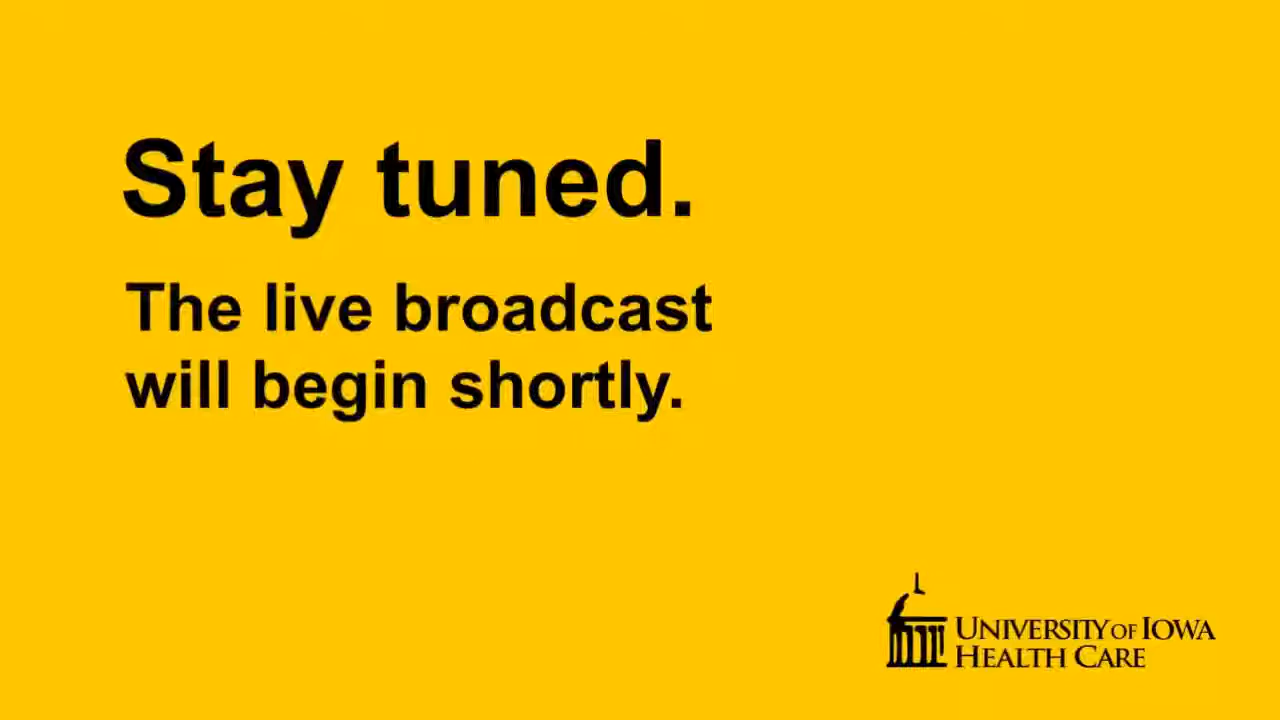 Stay tuned.
The live broadcast
will begin shortly.
UNIVERSITY OF IOWA
HEALTH CARE